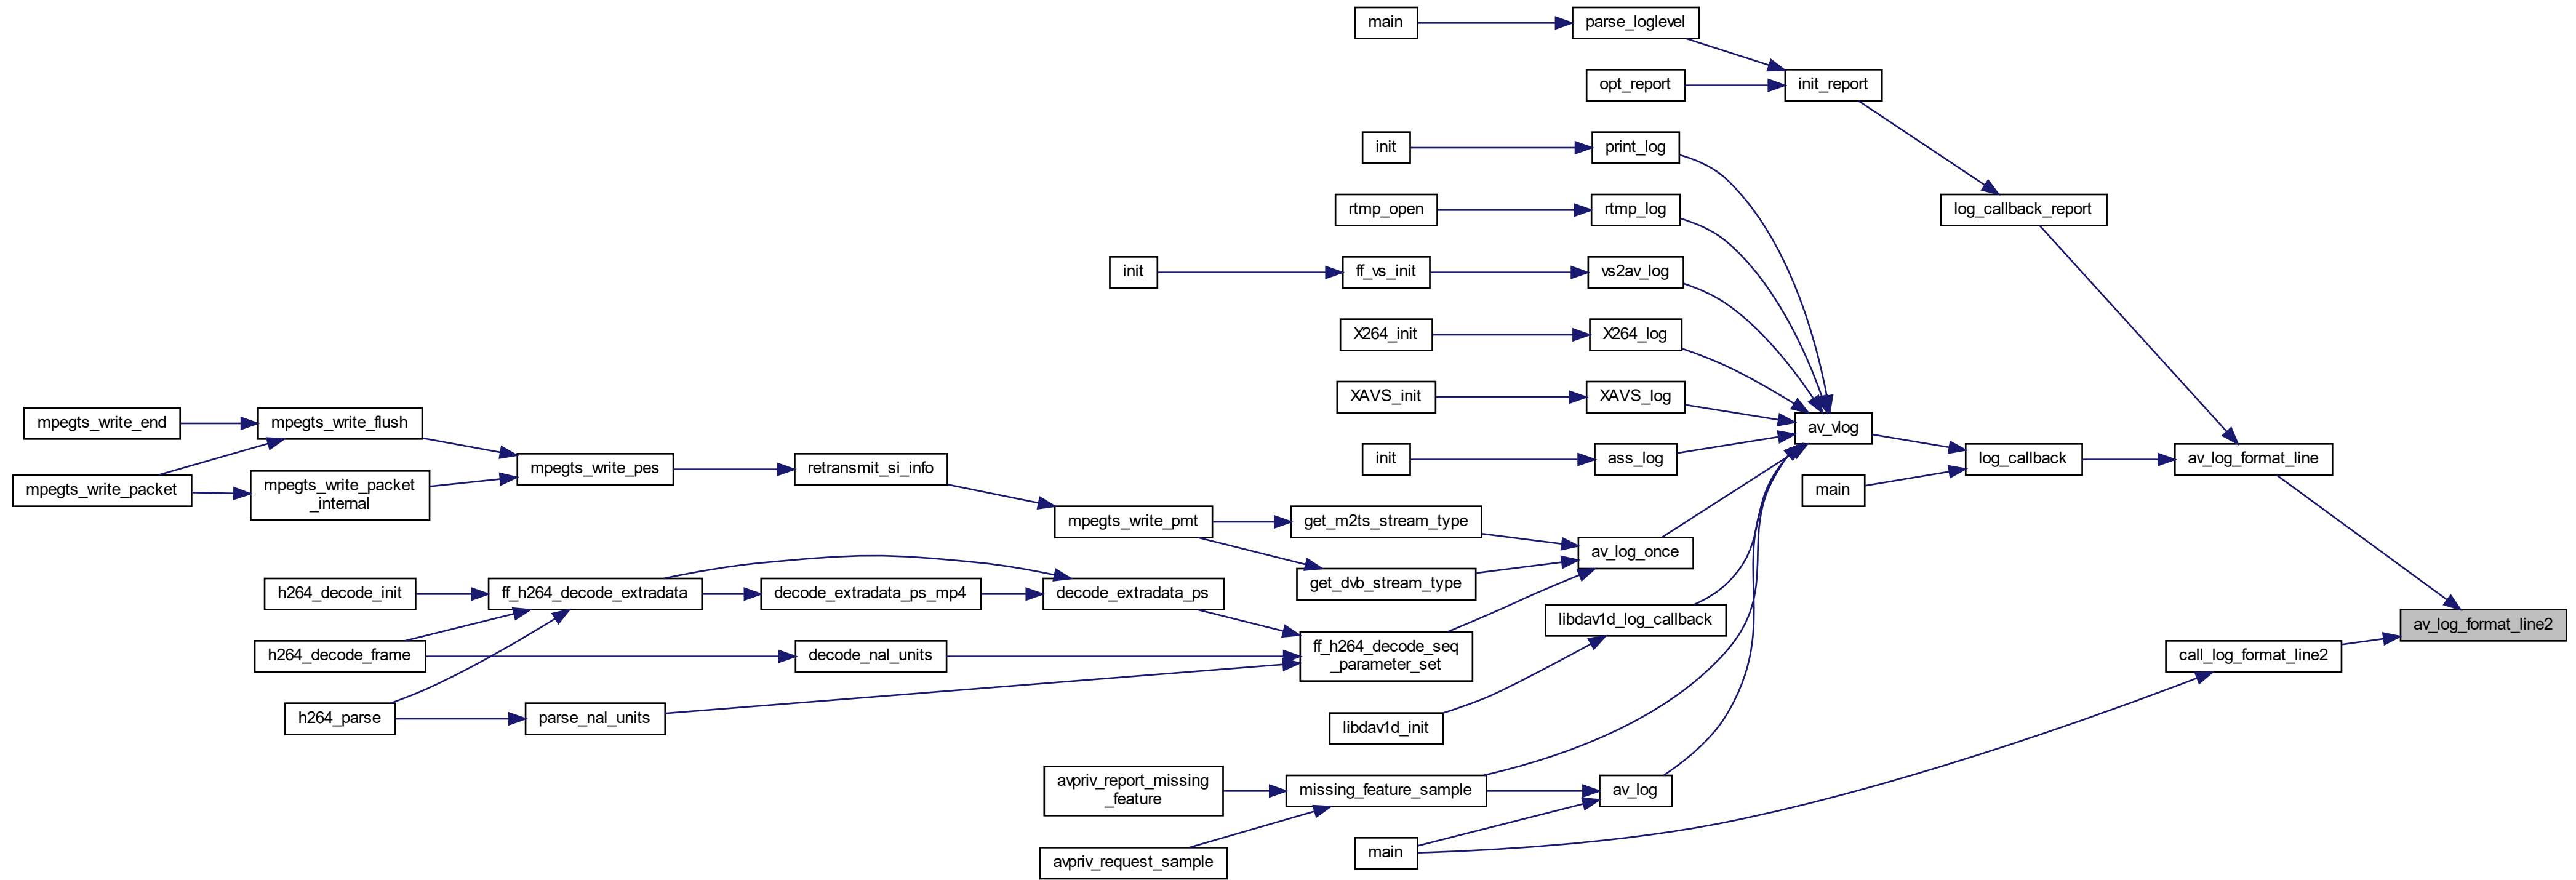 main
parse_loglevel
opt_report
init_report
init
print_log
rtmp_open
rtmp_log
log_callback_report
init
ff_vs_init
vs2av_log
X264_init
X264_log
XAVS_init
XAVS_log
mpegts_write_end
mpegts_write_flush
av_vlog
init
ass_log
log_callback
av_log_format_line
mpegts_write_packet
mpegts_write_packet
_internal
mpegts_write_pes
retransmit_si_info
main
mpegts_write_pmt
get_m2ts_stream_type
av_log_once
get_dvb_stream_type
h264_decode_init
ff_h264_decode_extradata
decode_extradata_ps_mp4
decode_extradata_ps
libdav1d_log_callback
av_log_format_line2
h264_decode_frame
decode_nal_units
ff_h264_decode_seq
_parameter_set
call_log_format_line2
h264_parse
parse_nal_units
libdav1d_init
avpriv_report_missing
_feature
missing_feature_sample
av_log
avpriv_request_sample
main